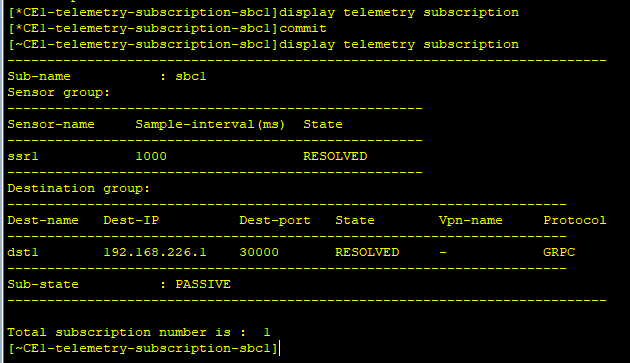 [*CE1-telemetry-subscription-sbc1]display telemetry subscription
[*CE1-telemetry-subscription-sbc1]commit
[~CE1-telemetry-subscription-sbc1]display telemetry subscription
---------------------------------------------------------------------------
Sub-name           : sbc1
Sensor group:
----------------------------------------------------
Sensor-name     Sample-interval(ms)  State
----------------------------------------------------
ssr1            1000                 RESOLVED
----------------------------------------------------
Destination group:
----------------------------------------------------------------------
Dest-name   Dest-IP          Dest-port   State        Vpn-name     Protocol
----------------------------------------------------------------------
dst1        192.168.226.1    30000       RESOLVED     -            GRPC
----------------------------------------------------------------------
Sub-state          : PASSIVE
---------------------------------------------------------------------------
Total subscription number is :  1
[~CE1-telemetry-subscription-sbc1]